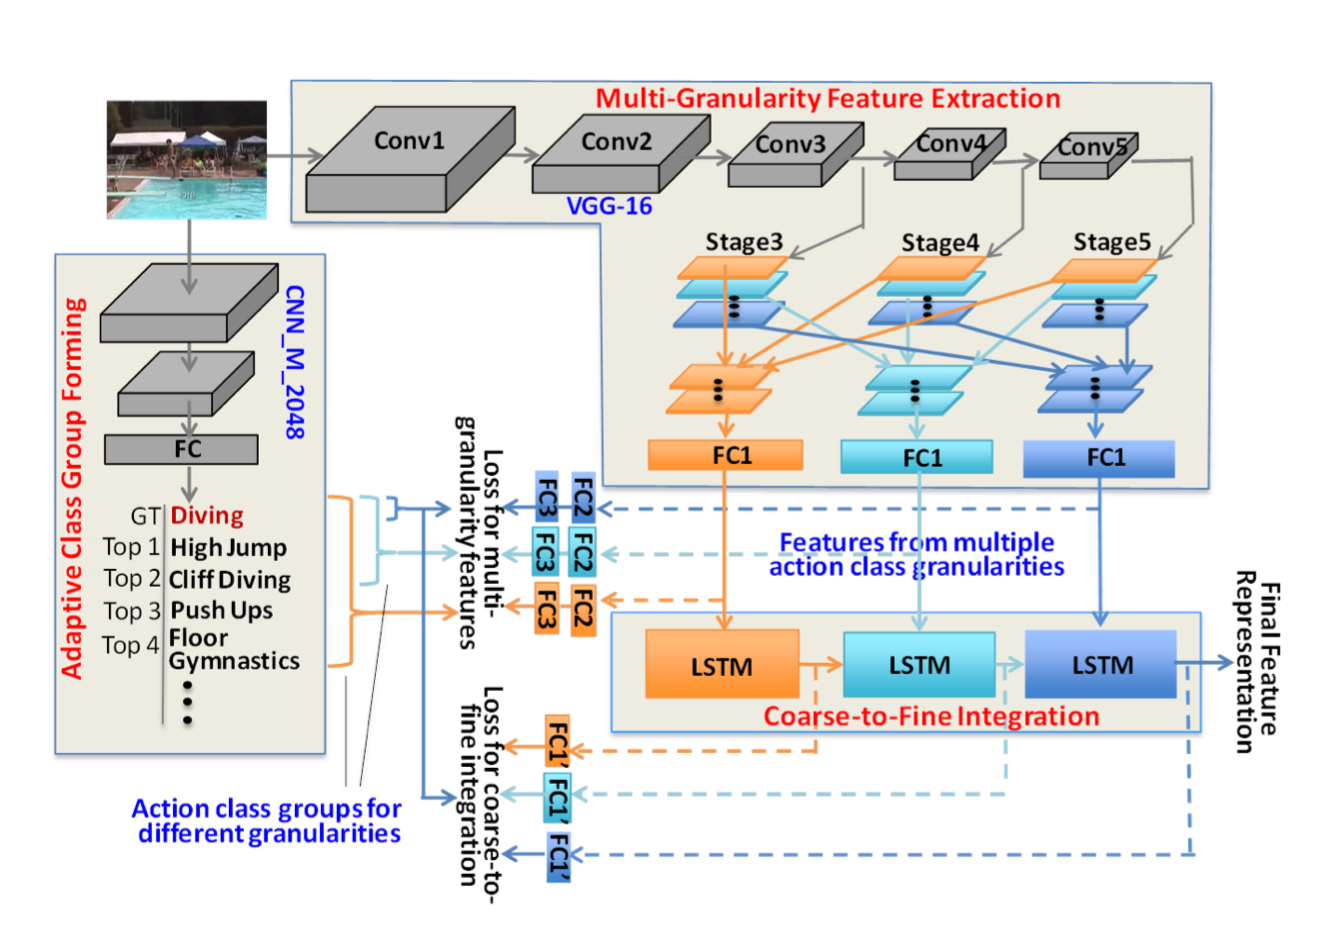 Multi-Granularity Feature Extraction
Conv1
Conv2
Conv3
Conv4
Conv5
VGG-16
Stage3
Stage4
Stage5
FC1
FC1
FC1
Adaptive Class Group Forming
CNN_M_2048
FC
GT Diving
Top 1 High Jump
Top 2 Cliff Diving
Top 3 Push Ups
Top 4 Floor
Gymnastics
Action class groups for
different granularities
Loss for multi-
granularity features
FC3 FC2
FC3 FC2
FC3 FC2
Features from multiple
action class granularities
LSTM
LSTM
LSTM
Coarse-to-Fine Integration
Final Feature
Representation
Loss for coarse-to-
fine integration
FC1’
FC1’
FC1’